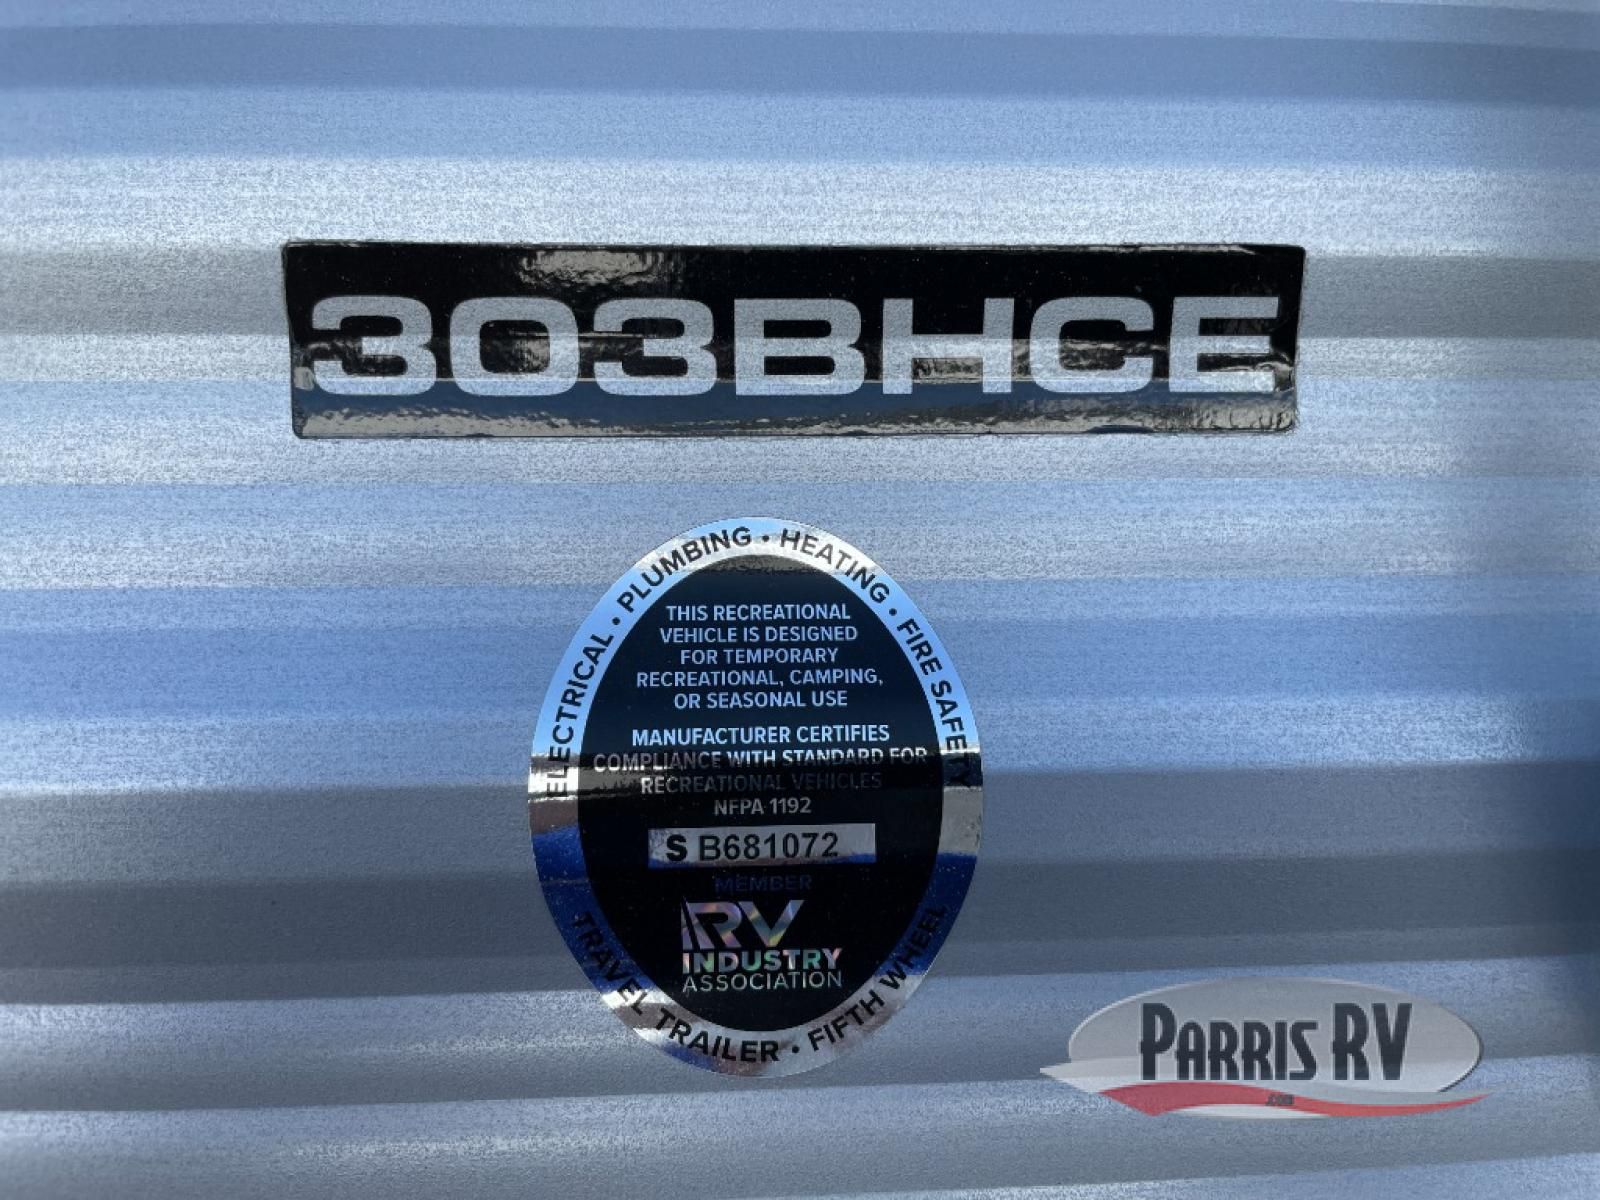 303BHCE
ELECTRICAL • PLUMBING • HEATING • FIRE SAFETY
THIS RECREATIONAL
VEHICLE IS DESIGNED
FOR TEMPORARY
RECREATIONAL, CAMPING,
OR SEASONAL USE
MANUFACTURER CERTIFIES
COMPLIANCE WITH STANDARD FOR
RECREATIONAL VEHICLES
NFPA 1192
S B681072
MEMBER
RV
INDUSTRY
ASSOCIATION
TRAVEL TRAILER • FIFTH WHEEL
PARRIS RV
.com